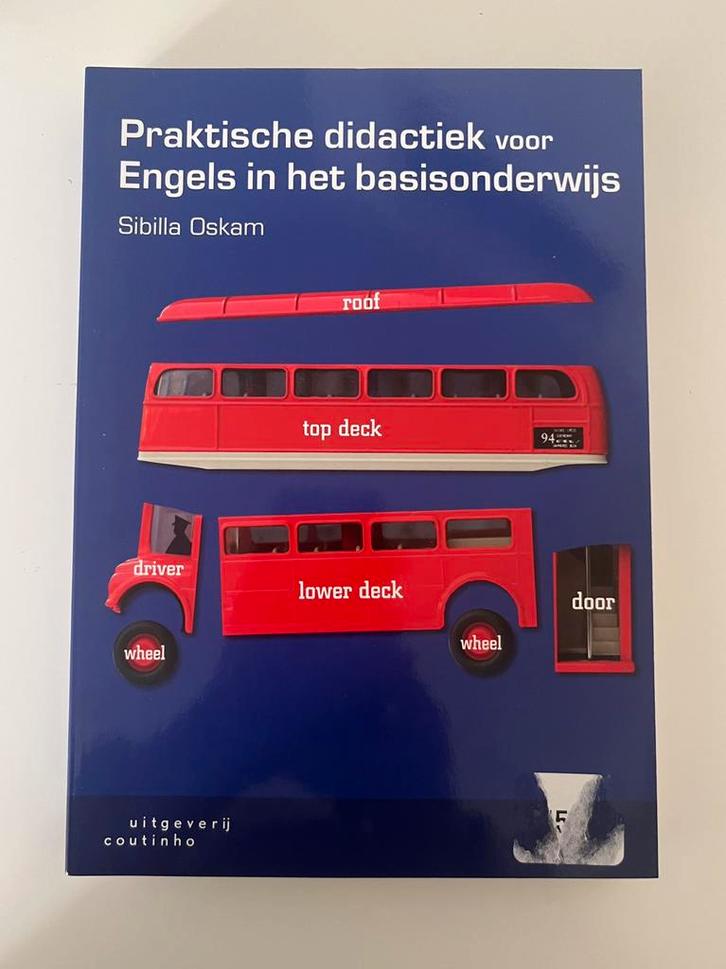 Praktische didactiek voor
Engels in het basisonderwijs
Sibilla Oskam
roof
top deck
94
driver
lower deck
door
wheel
wheel
uitgeverij
coutinho